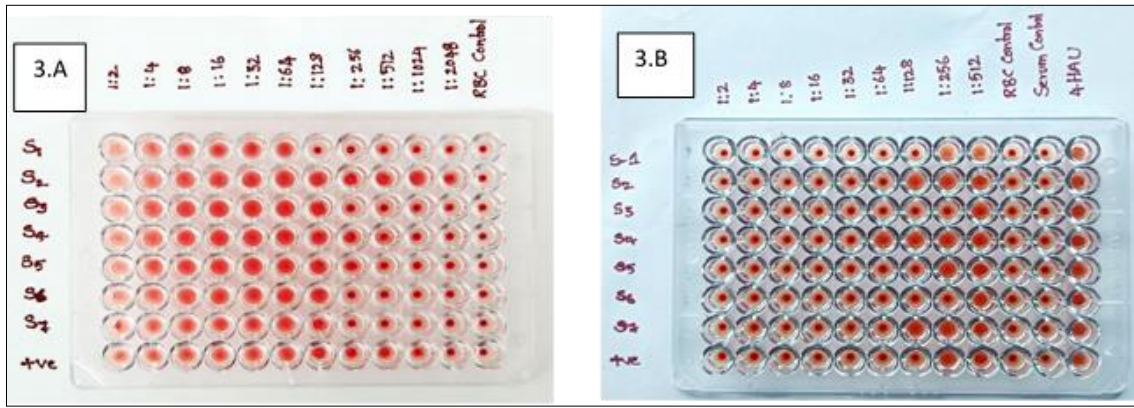 3.A
1:2 1:4 1:8 1:16 1:32 1:64 1:128 1:256 1:512 1:1024 1:2048 RBC Control
S1
S2
S3
S4
S5
S6
S7
+ve
3.B
1:2 1:4 1:8 1:16 1:32 1:64 1:128 1:256 1:512 RBC Control Serum Control 4 HAU
S-1
S2
S3
S4
S5
S6
S7
+ve